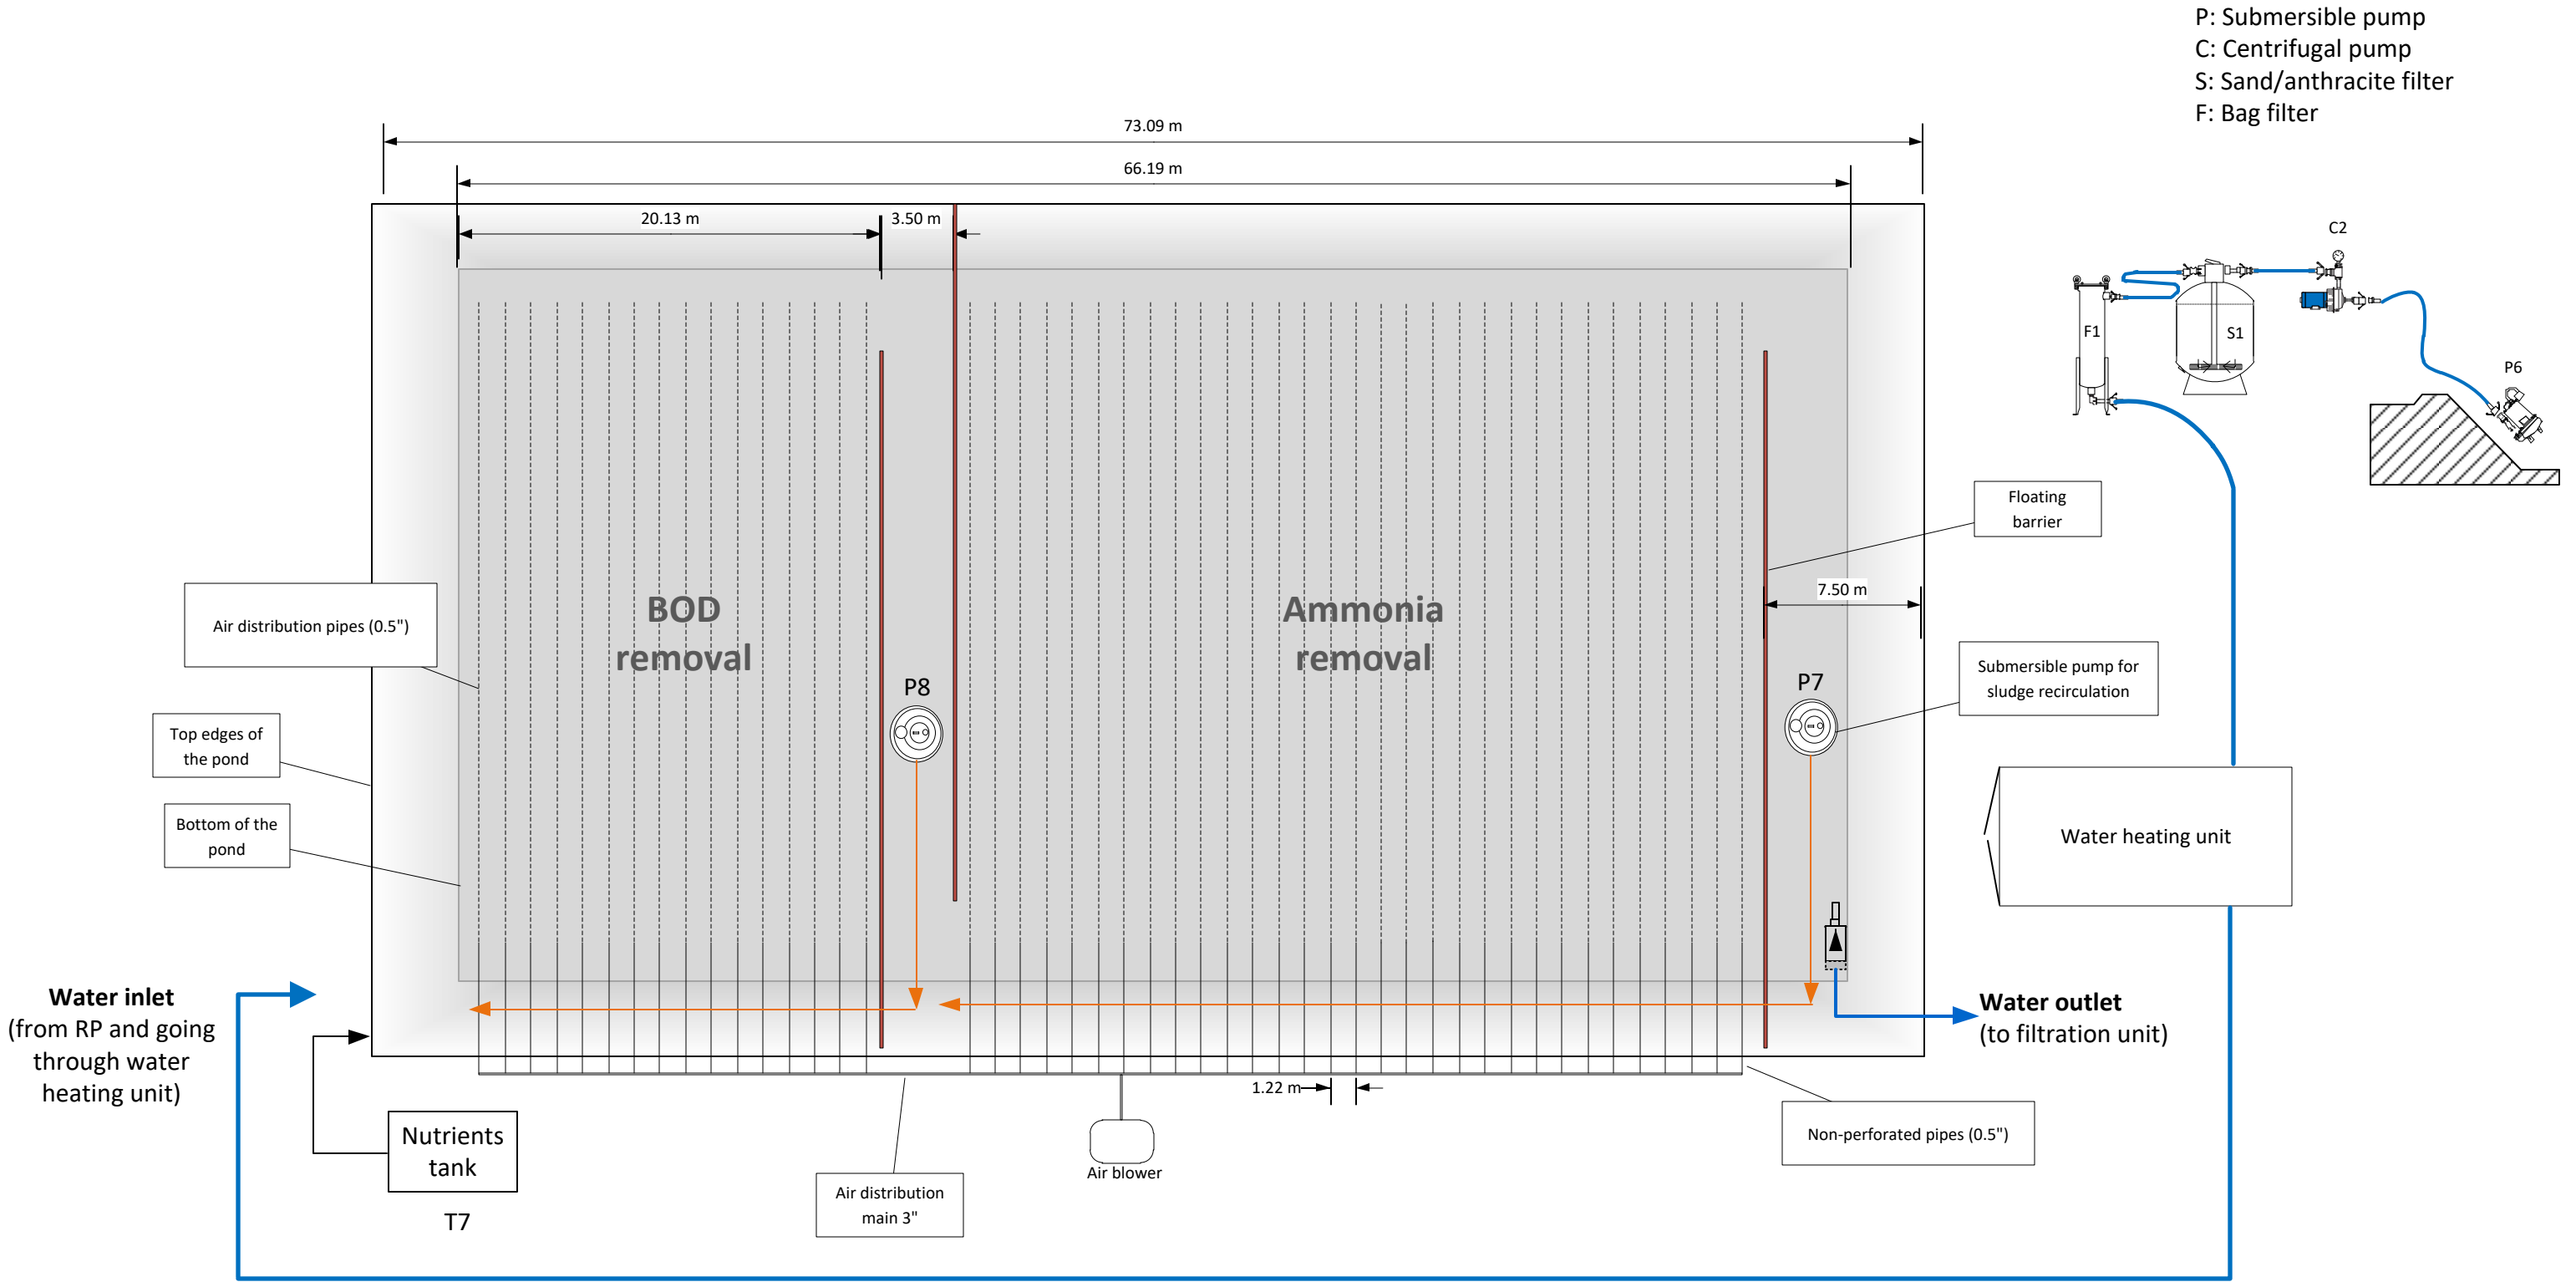 P: Submersible pump
C: Centrifugal pump
S: Sand/anthracite filter
F: Bag filter
73.09 m
66.19 m
20.13 m
3.50 m
C2
F1
S1
P6
Floating
barrier
7.50 m
BOD
removal
Ammonia
removal
Air distribution pipes (0.5")
P8
P7
Submersible pump for
sludge recirculation
Top edges of
the pond
Bottom of the
pond
Water heating unit
Water inlet
(from RP and going
through water
heating unit)
Water outlet
(to filtration unit)
1.22 m
Nutrients
tank
T7
Air blower
Air distribution
main 3"
Non-perforated pipes (0.5")